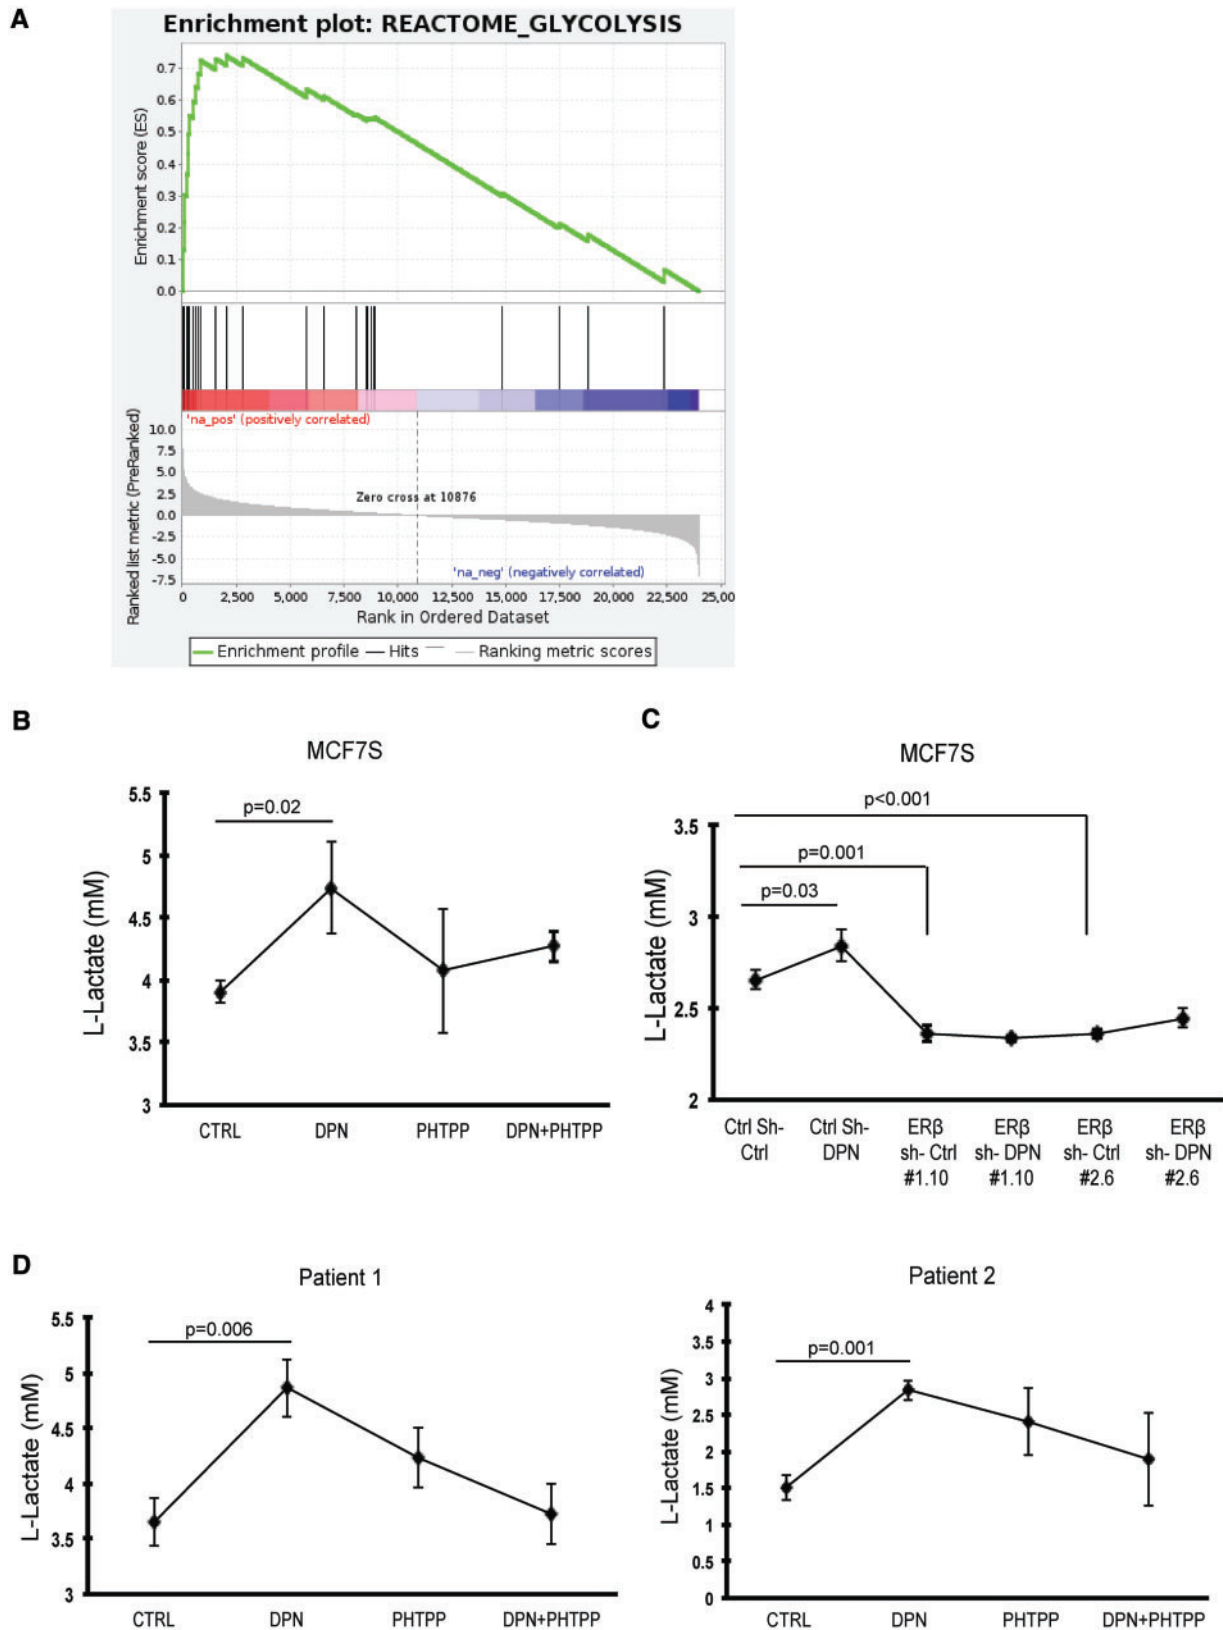 A
Enrichment plot: REACTOME_GLYCOLYSIS
Enrichment score (ES)
0.7
0.6
0.5
0.4
0.3
0.2
0.1
0.0
'na_pos' (positively correlated)
Ranked list metric (PreRanked)
10.0
7.5
5.0
2.5
0.0
-2.5
-5.0
-7.5
Zero cross at 10876
'na_neg' (negatively correlated)
0 2,500 5,000 7,500 10,000 12,500 15,000 17,500 20,000 22,500 25,00
Rank in Ordered Dataset
Enrichment profile Hits Ranking metric scores
B
MCF7S
p=0.02
L-Lactate (mM)
5.5
5
4.5
4
3.5
3
CTRL DPN PHTPP DPN+PHTPP
C
MCF7S
p<0.001
p=0.001
p=0.03
L-Lactate (mM)
3.5
3
2.5
2
Ctrl Sh- Ctrl Sh- ERβ ERβ ERβ ERβ
Ctrl DPN sh- Ctrl sh- DPN sh- Ctrl sh- DPN
#1.10 #1.10 #2.6 #2.6
D
Patient 1
p=0.006
L-Lactate (mM)
5.5
5
4.5
4
3.5
3
CTRL DPN PHTPP DPN+PHTPP
Patient 2
p=0.001
L-Lactate (mM)
4
3.5
3
2.5
2
1.5
1
0.5
0
CTRL DPN PHTPP DPN+PHTPP